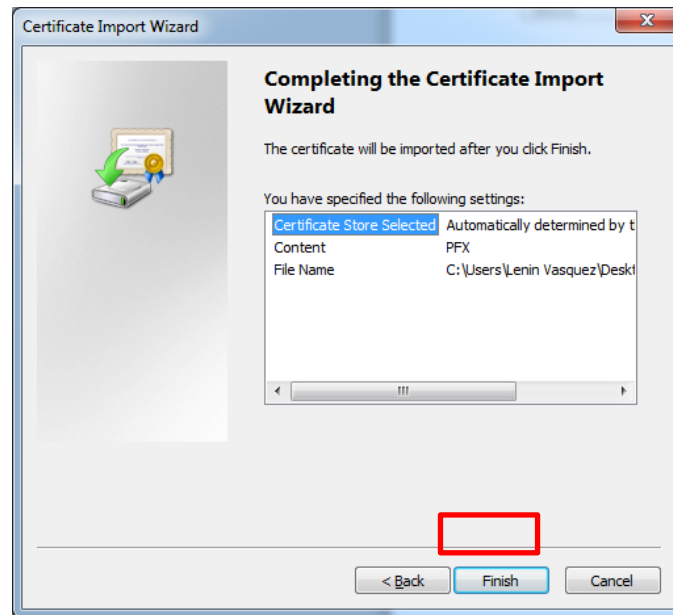 Certificate Import Wizard
Completing the Certificate Import
Wizard
The certificate will be imported after you click Finish.
You have specified the following settings:
Certificate Store Selected Automatically determined by t
Content PFX
File Name C:\Users\Lenin Vasquez\Deskt
< Back Finish Cancel